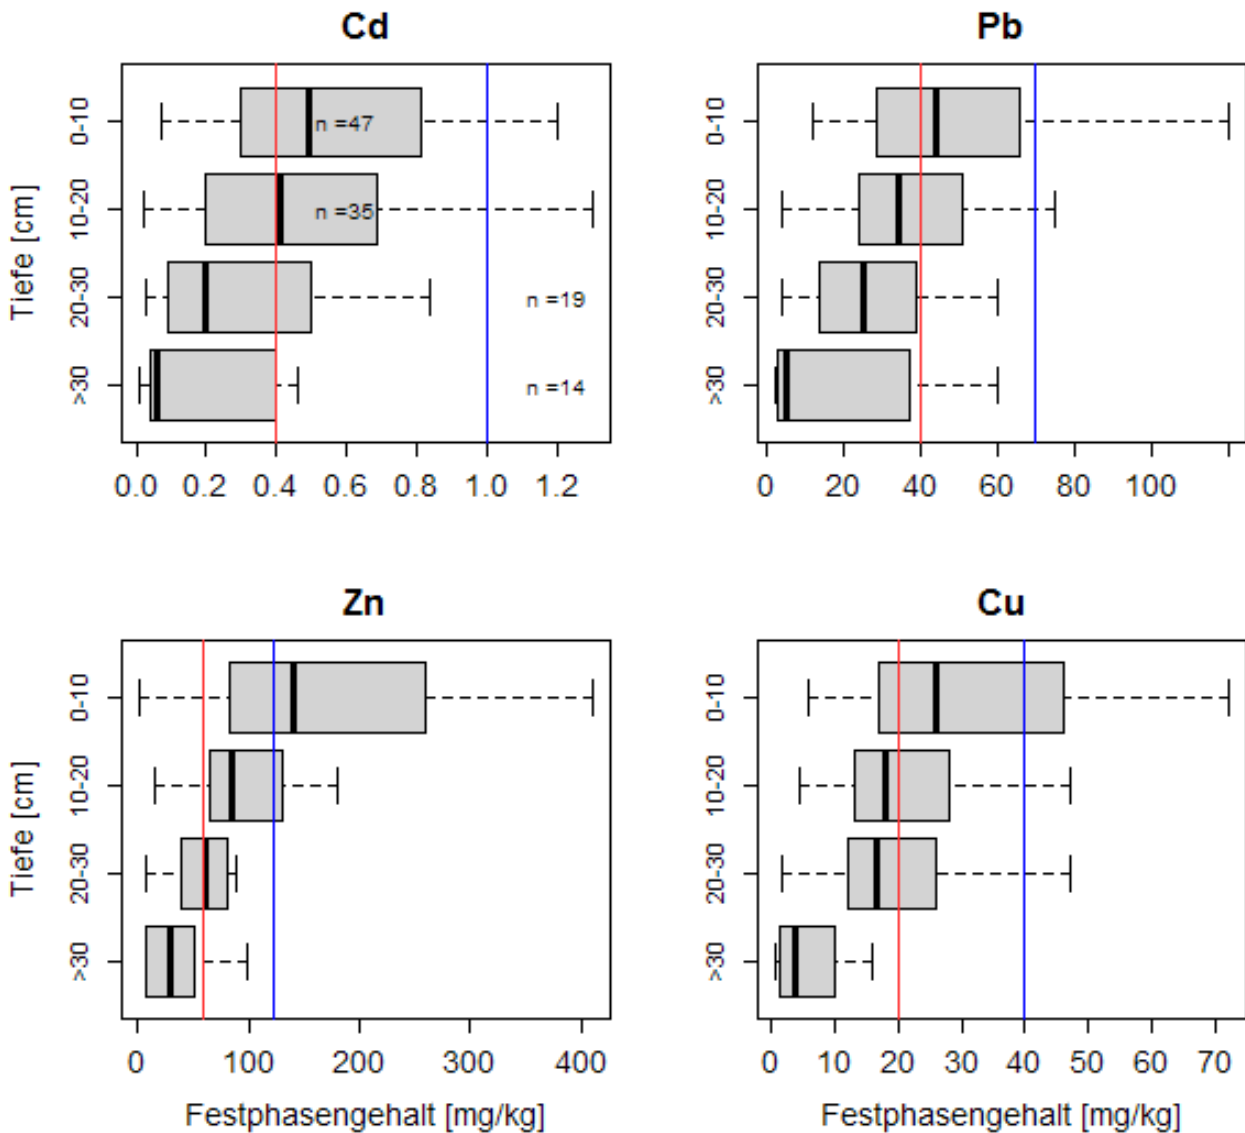 Cd
Pb
Tiefe [cm]
0-10
10-20
20-30
>30
n =47
n =35
n =19
n =14
0.0 0.2 0.4 0.6 0.8 1.0 1.2
0-10
10-20
20-30
>30
0 20 40 60 80 100
Zn
Cu
Tiefe [cm]
0-10
10-20
20-30
>30
0 100 200 300 400
Festphasengehalt [mg/kg]
0-10
10-20
20-30
>30
0 10 20 30 40 50 60 70
Festphasengehalt [mg/kg]